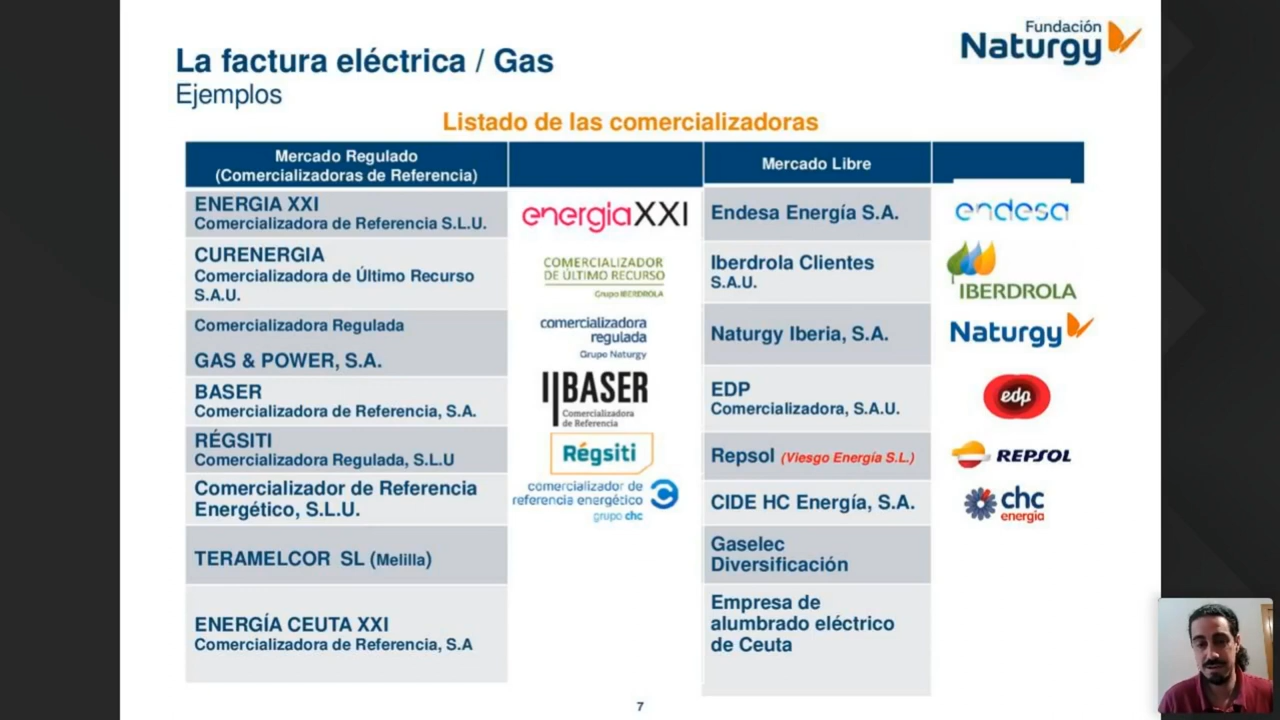 Fundación
Naturgy
La factura eléctrica / Gas
Ejemplos
Listado de las comercializadoras
Mercado Regulado
(Comercializadoras de Referencia)
Mercado Libre
ENERGIA XXI
Comercializadora de Referencia S.L.U.
energiaXXI
Endesa Energía S.A.
endesa
CURENERGIA
Comercializadora de Último Recurso
S.A.U.
COMERCIALIZADOR
DE ÚLTIMO RECURSO
Grupo IBERDROLA
Iberdrola Clientes
S.A.U.
IBERDROLA
Comercializadora Regulada
GAS & POWER, S.A.
comercializadora
regulada
Grupo Naturgy
Naturgy Iberia, S.A.
Naturgy
BASER
Comercializadora de Referencia, S.A.
BASER
Comercializadora
de Referencia
EDP
Comercializadora, S.A.U.
edp
RÉGSITI
Comercializadora Regulada, S.L.U
Régsiti
Repsol (Viesgo Energía S.L.)
REPSOL
Comercializador de Referencia
Energético, S.L.U.
comercializador de
referencia energético
grupo chc
CIDE HC Energía, S.A.
chc
energia
TERAMELCOR SL (Melilla)
Gaselec
Diversificación
ENERGÍA CEUTA XXI
Comercializadora de Referencia, S.A
Empresa de
alumbrado eléctrico
de Ceuta
7